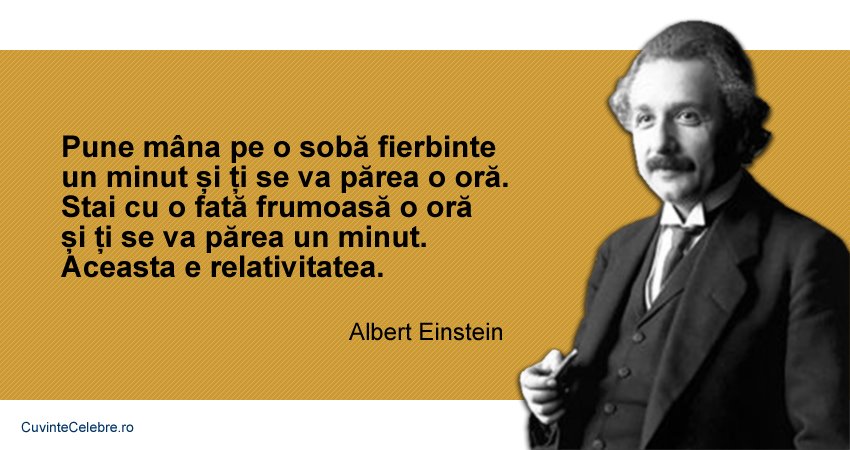 Pune mâna pe o sobă fierbinte
un minut și ți se va părea o oră.
Stai cu o fată frumoasă o oră
și ți se va părea un minut.
Aceasta e relativitatea.
Albert Einstein
CuvinteCelebre.ro